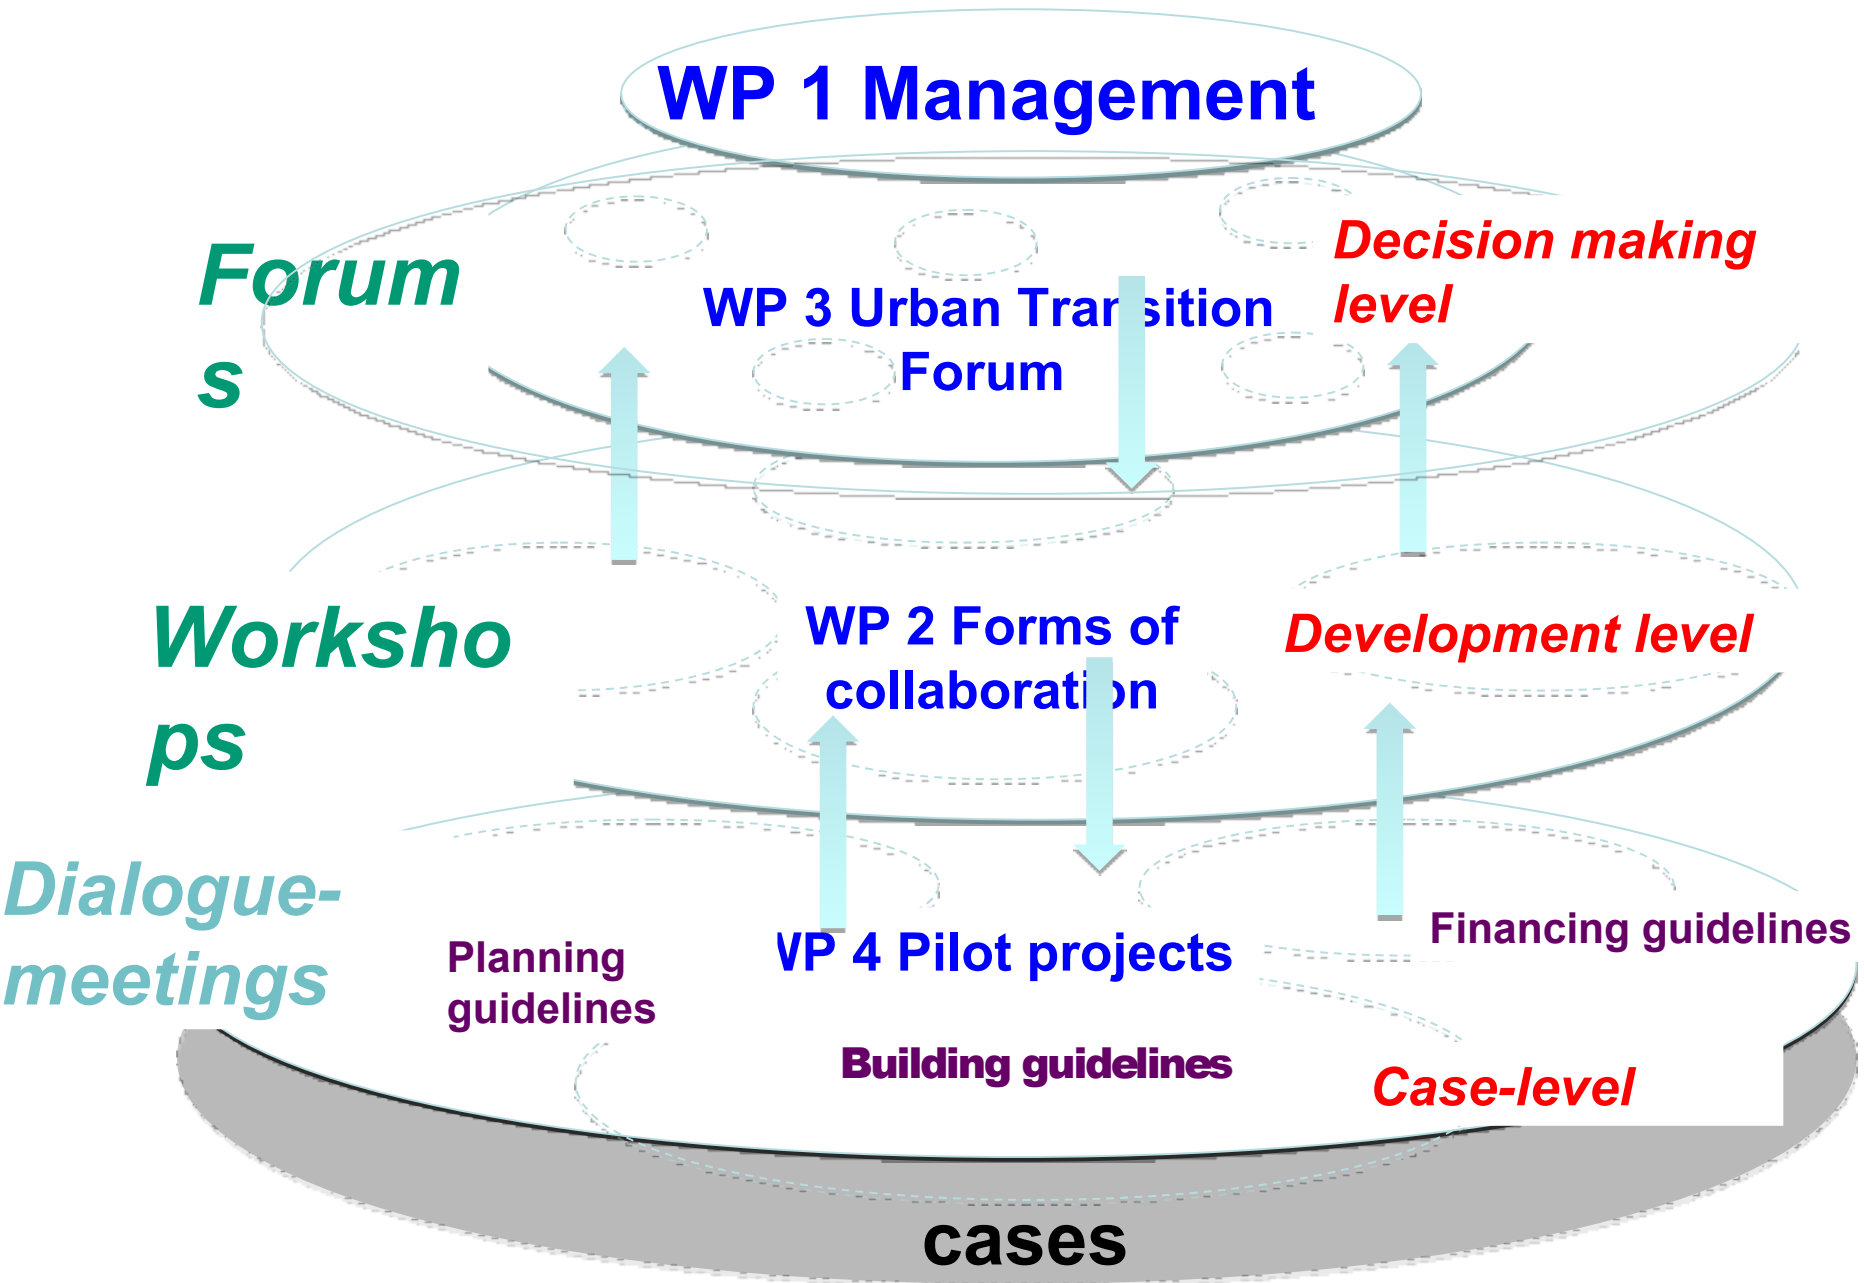 WP 1 Management
Forum
s
Decision making
level
WP 3 Urban Transition
Forum
Worksho
ps
WP 2 Forms of
collaboration
Development level
Dialogue-
meetings
WP 4 Pilot projects
Planning
guidelines
Financing guidelines
Building guidelines
Case-level
cases